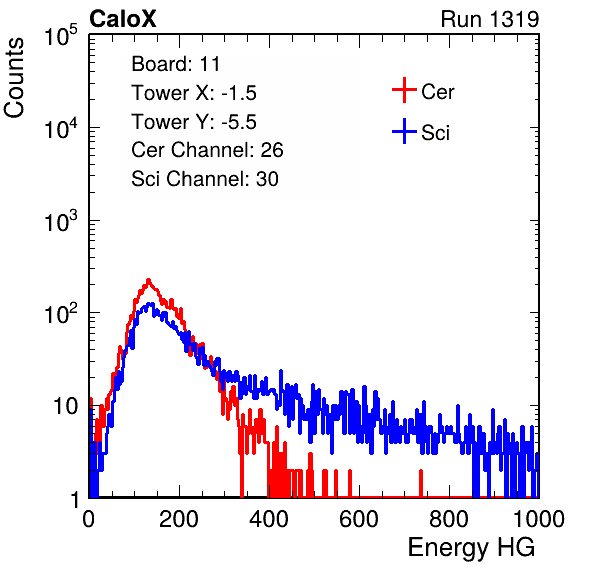 CaloX Run 1319
Board: 11
Tower X: -1.5
Tower Y: -5.5
Cer Channel: 26
Sci Channel: 30
Cer
Sci
Counts
10^5
10^4
10^3
10^2
10
1
0 200 400 600 800 1000
Energy HG